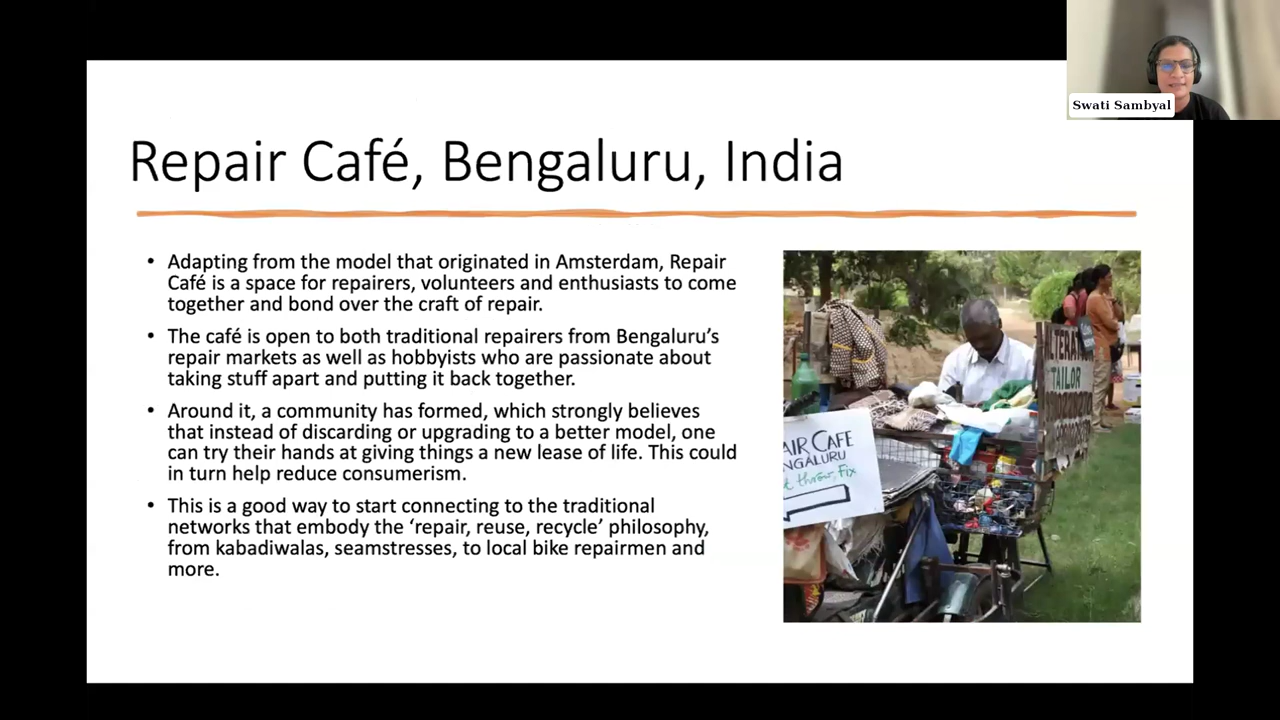 Swati Sambyal
Repair Café, Bengaluru, India
• Adapting from the model that originated in Amsterdam, Repair
Café is a space for repairers, volunteers and enthusiasts to come
together and bond over the craft of repair.
• The café is open to both traditional repairers from Bengaluru’s
repair markets as well as hobbyists who are passionate about
taking stuff apart and putting it back together.
• Around it, a community has formed, which strongly believes
that instead of discarding or upgrading to a better model, one
can try their hands at giving things a new lease of life. This could
in turn help reduce consumerism.
• This is a good way to start connecting to the traditional
networks that embody the ‘repair, reuse, recycle’ philosophy,
from kabadiwalas, seamstresses, to local bike repairmen and
more.
AIR CAFE
NGALURU
t throw, Fix
TAILOR